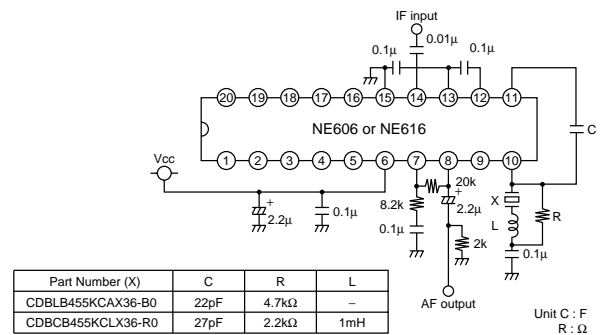 IF input
0.01μ
0.1μ
0.1μ
20 19 18 17 16 15 14 13 12 11
NE606 or NE616
C
1 2 3 4 5 6 7 8 9 10
Vcc
+
2.2μ
0.1μ
8.2k
0.1μ
20k
+
2.2μ
2k
AF output
X
L
R
0.1μ
Part Number (X) C R L
CDBLB455KCAX36-B0 22pF 4.7kΩ –
CDBCB455KCLX36-R0 27pF 2.2kΩ 1mH
Unit C : F
R : Ω